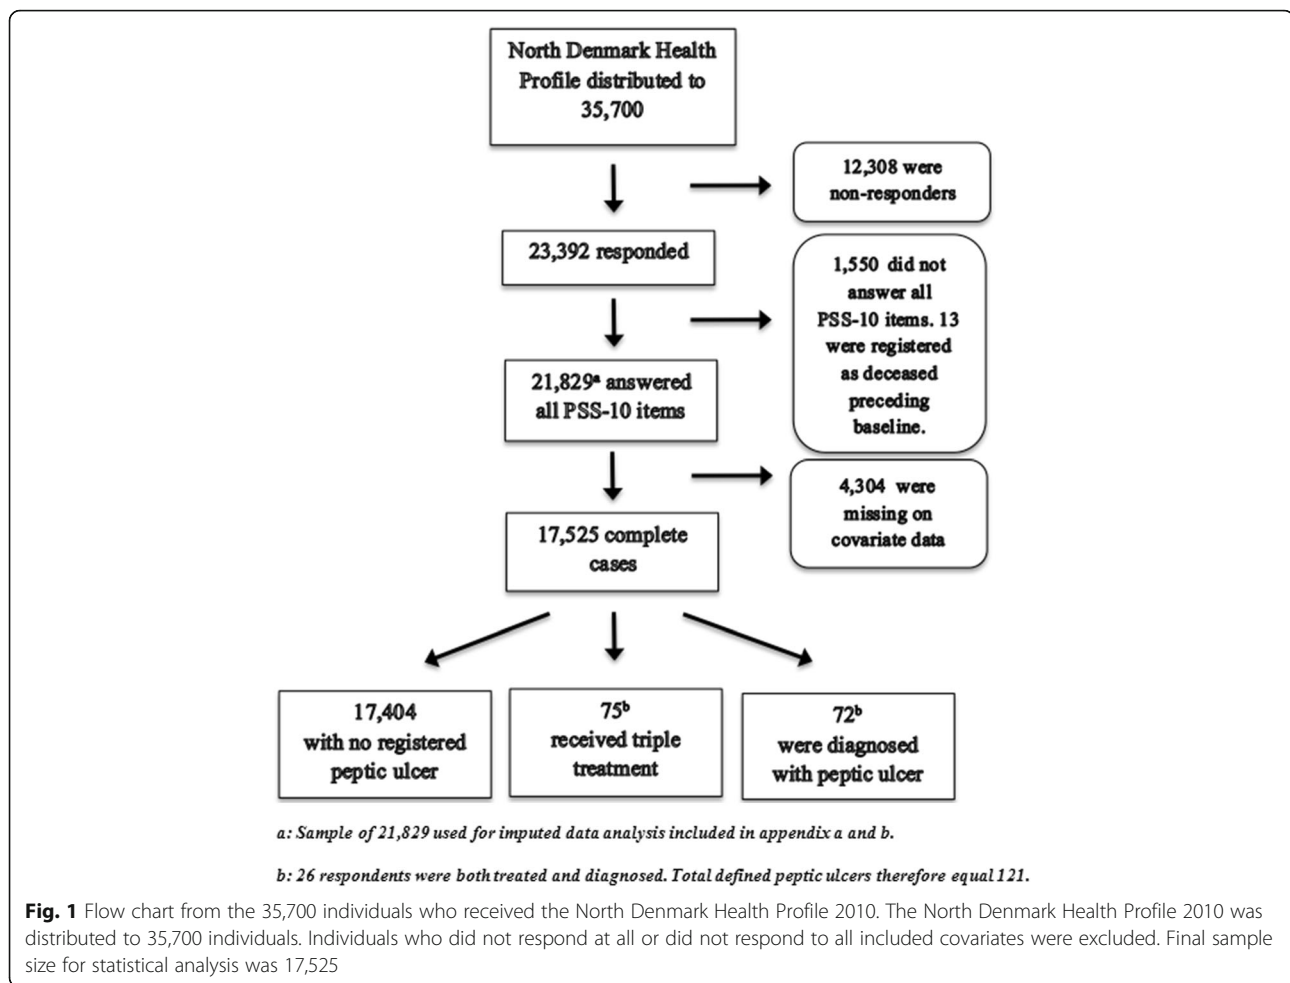 North Denmark Health
Profile distributed to
35,700
12,308 were
non-responders
23,392 responded
1,550 did not
answer all
PSS-10 items. 13
were registered
as deceased
preceding
baseline.
21,829ᵃ answered
all PSS-10 items
4,304 were
missing on
covariate data
17,525 complete
cases
17,404
with no registered
peptic ulcer
75ᵇ
received triple
treatment
72ᵇ
were diagnosed
with peptic ulcer
a: Sample of 21,829 used for imputed data analysis included in appendix a and b.
b: 26 respondents were both treated and diagnosed. Total defined peptic ulcers therefore equal 121.
Fig. 1 Flow chart from the 35,700 individuals who received the North Denmark Health Profile 2010. The North Denmark Health Profile 2010 was
distributed to 35,700 individuals. Individuals who did not respond at all or did not respond to all included covariates were excluded. Final sample
size for statistical analysis was 17,525